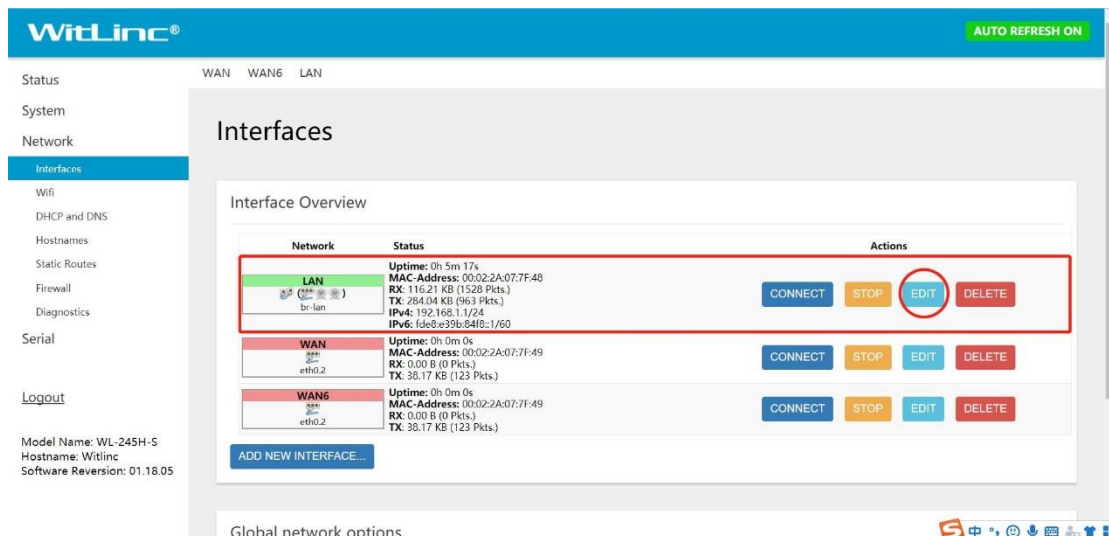 WitLinc®
AUTO REFRESH ON
WAN WAN6 LAN
Status
System
Network
Interfaces
Wifi
DHCP and DNS
Hostnames
Static Routes
Firewall
Diagnostics
Serial
Logout
Model Name: WL-245H-S
Hostname: Witlinc
Software Reversion: 01.18.05
Interfaces
Interface Overview
Network Status Actions
LAN
br-lan
Uptime: 0h 5m 17s
MAC-Address: 00:02:2A:07:7F:48
RX: 116.21 KB (1528 Pkts.)
TX: 284.04 KB (963 Pkts.)
IPv4: 192.168.1.1/24
IPv6: fde8:e39b:84f8::1/60
CONNECT STOP EDIT DELETE
WAN
eth0.2
Uptime: 0h 0m 0s
MAC-Address: 00:02:2A:07:7F:49
RX: 0.00 B (0 Pkts.)
TX: 38.17 KB (123 Pkts.)
CONNECT STOP EDIT DELETE
WAN6
eth0.2
Uptime: 0h 0m 0s
MAC-Address: 00:02:2A:07:7F:49
RX: 0.00 B (0 Pkts.)
TX: 38.17 KB (123 Pkts.)
CONNECT STOP EDIT DELETE
ADD NEW INTERFACE...
Global network options
中